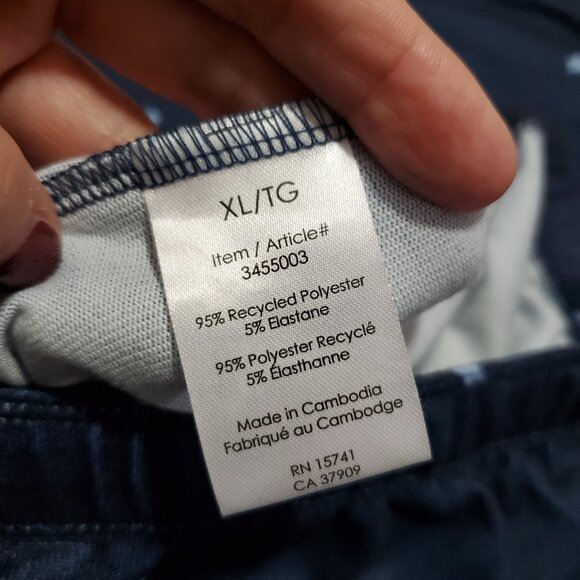 XL/TG
Item / Article#
3455003
95% Recycled Polyester
5% Elastane
95% Polyester Recyclé
5% Élasthanne
Made in Cambodia
Fabriqué au Cambodge
RN 15741
CA 37909